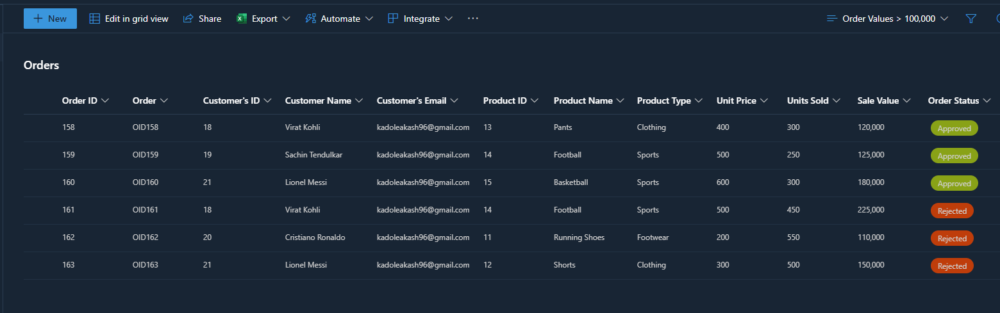 New Edit in grid view Share Export Automate Integrate ··· Order Values > 100,000
Orders
Order ID Order Customer's ID Customer Name Customer's Email Product ID Product Name Product Type Unit Price Units Sold Sale Value Order Status
158 OID158 18 Virat Kohli kadoleakash96@gmail.com 13 Pants Clothing 400 300 120,000 Approved
159 OID159 19 Sachin Tendulkar kadoleakash96@gmail.com 14 Football Sports 500 250 125,000 Approved
160 OID160 21 Lionel Messi kadoleakash96@gmail.com 15 Basketball Sports 600 300 180,000 Approved
161 OID161 18 Virat Kohli kadoleakash96@gmail.com 14 Football Sports 500 450 225,000 Rejected
162 OID162 20 Cristiano Ronaldo kadoleakash96@gmail.com 11 Running Shoes Footwear 200 550 110,000 Rejected
163 OID163 21 Lionel Messi kadoleakash96@gmail.com 12 Shorts Clothing 300 500 150,000 Rejected